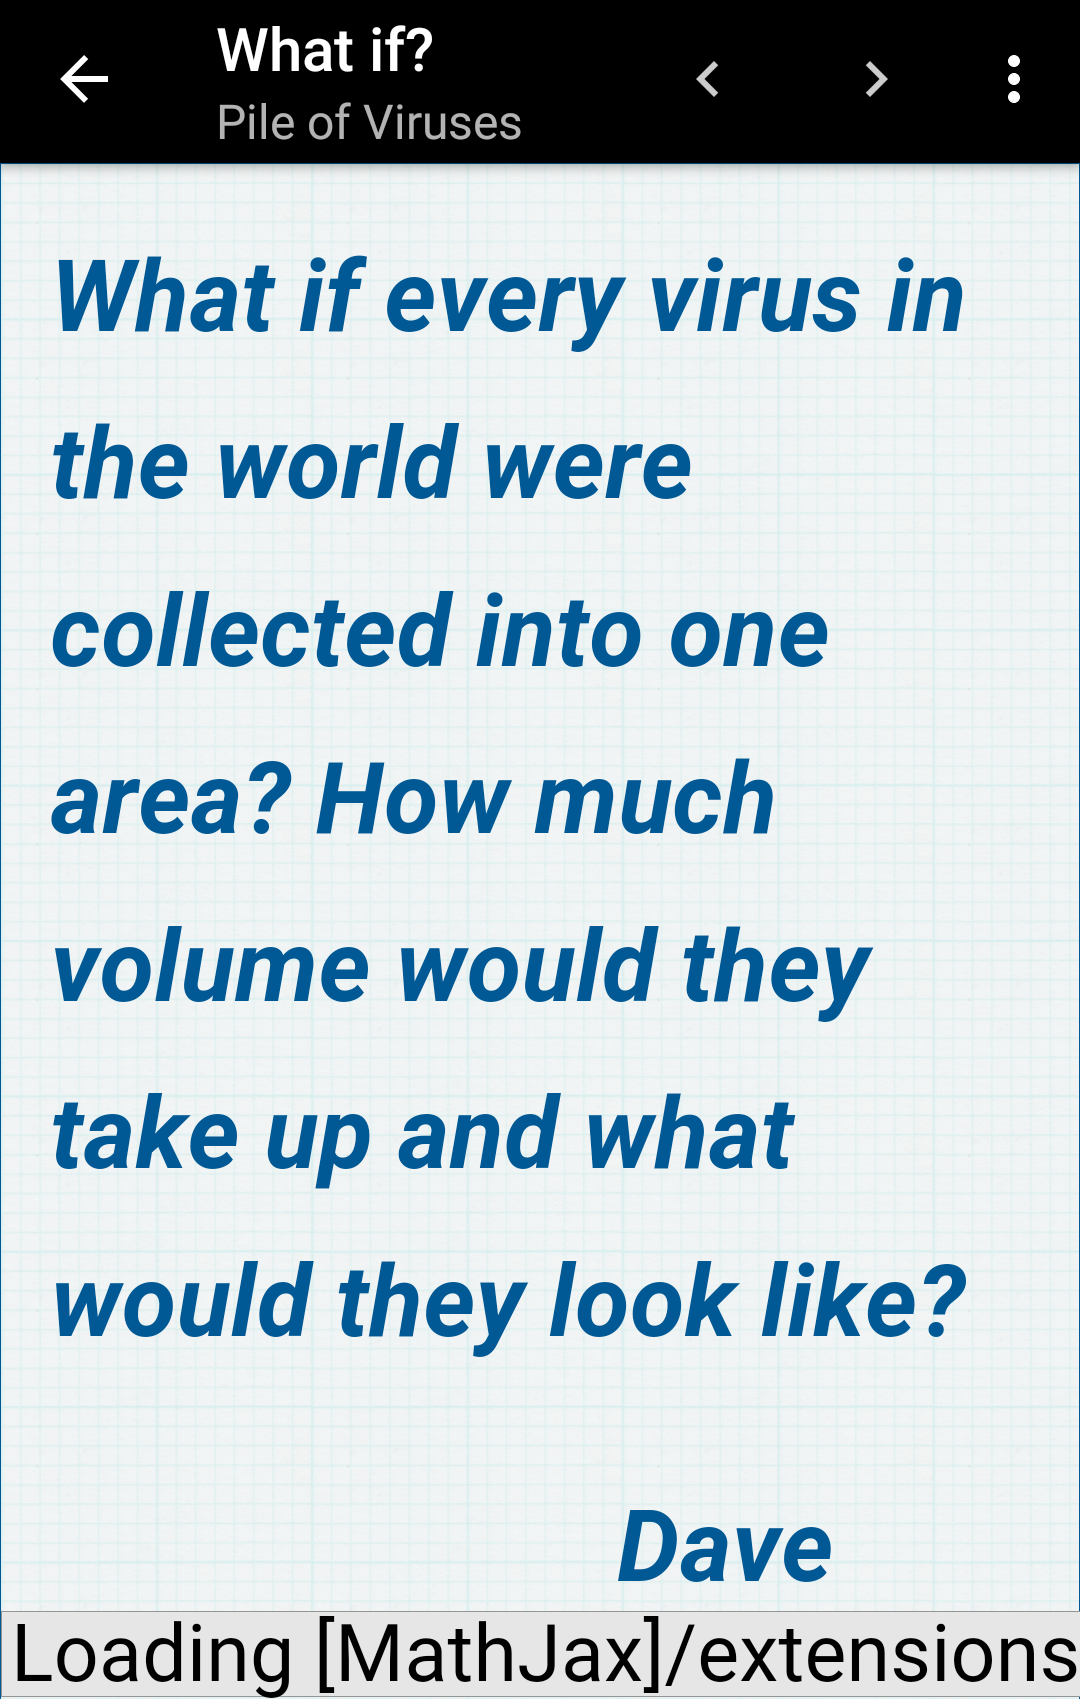 What if?
Pile of Viruses
What if every virus in
the world were
collected into one
area? How much
volume would they
take up and what
would they look like?
Dave
Loading [MathJax]/extensions